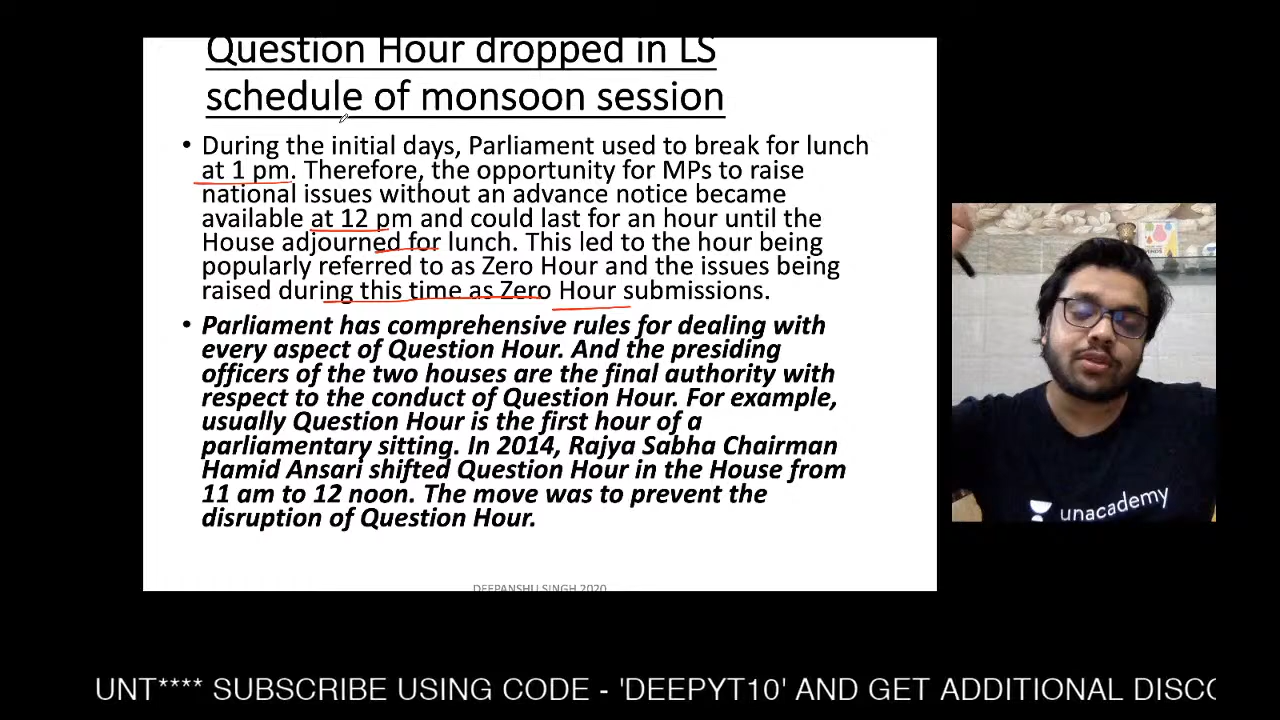 Question Hour dropped in LS
schedule of monsoon session
• During the initial days, Parliament used to break for lunch
at 1 pm. Therefore, the opportunity for MPs to raise
national issues without an advance notice became
available at 12 pm and could last for an hour until the
House adjourned for lunch. This led to the hour being
popularly referred to as Zero Hour and the issues being
raised during this time as Zero Hour submissions.
• Parliament has comprehensive rules for dealing with
every aspect of Question Hour. And the presiding
officers of the two houses are the final authority with
respect to the conduct of Question Hour. For example,
usually Question Hour is the first hour of a
parliamentary sitting. In 2014, Rajya Sabha Chairman
Hamid Ansari shifted Question Hour in the House from
11 am to 12 noon. The move was to prevent the
disruption of Question Hour.
DEEPANSHU SINGH 2020
unacademy
UNT**** SUBSCRIBE USING CODE - 'DEEPYT10' AND GET ADDITIONAL DISC